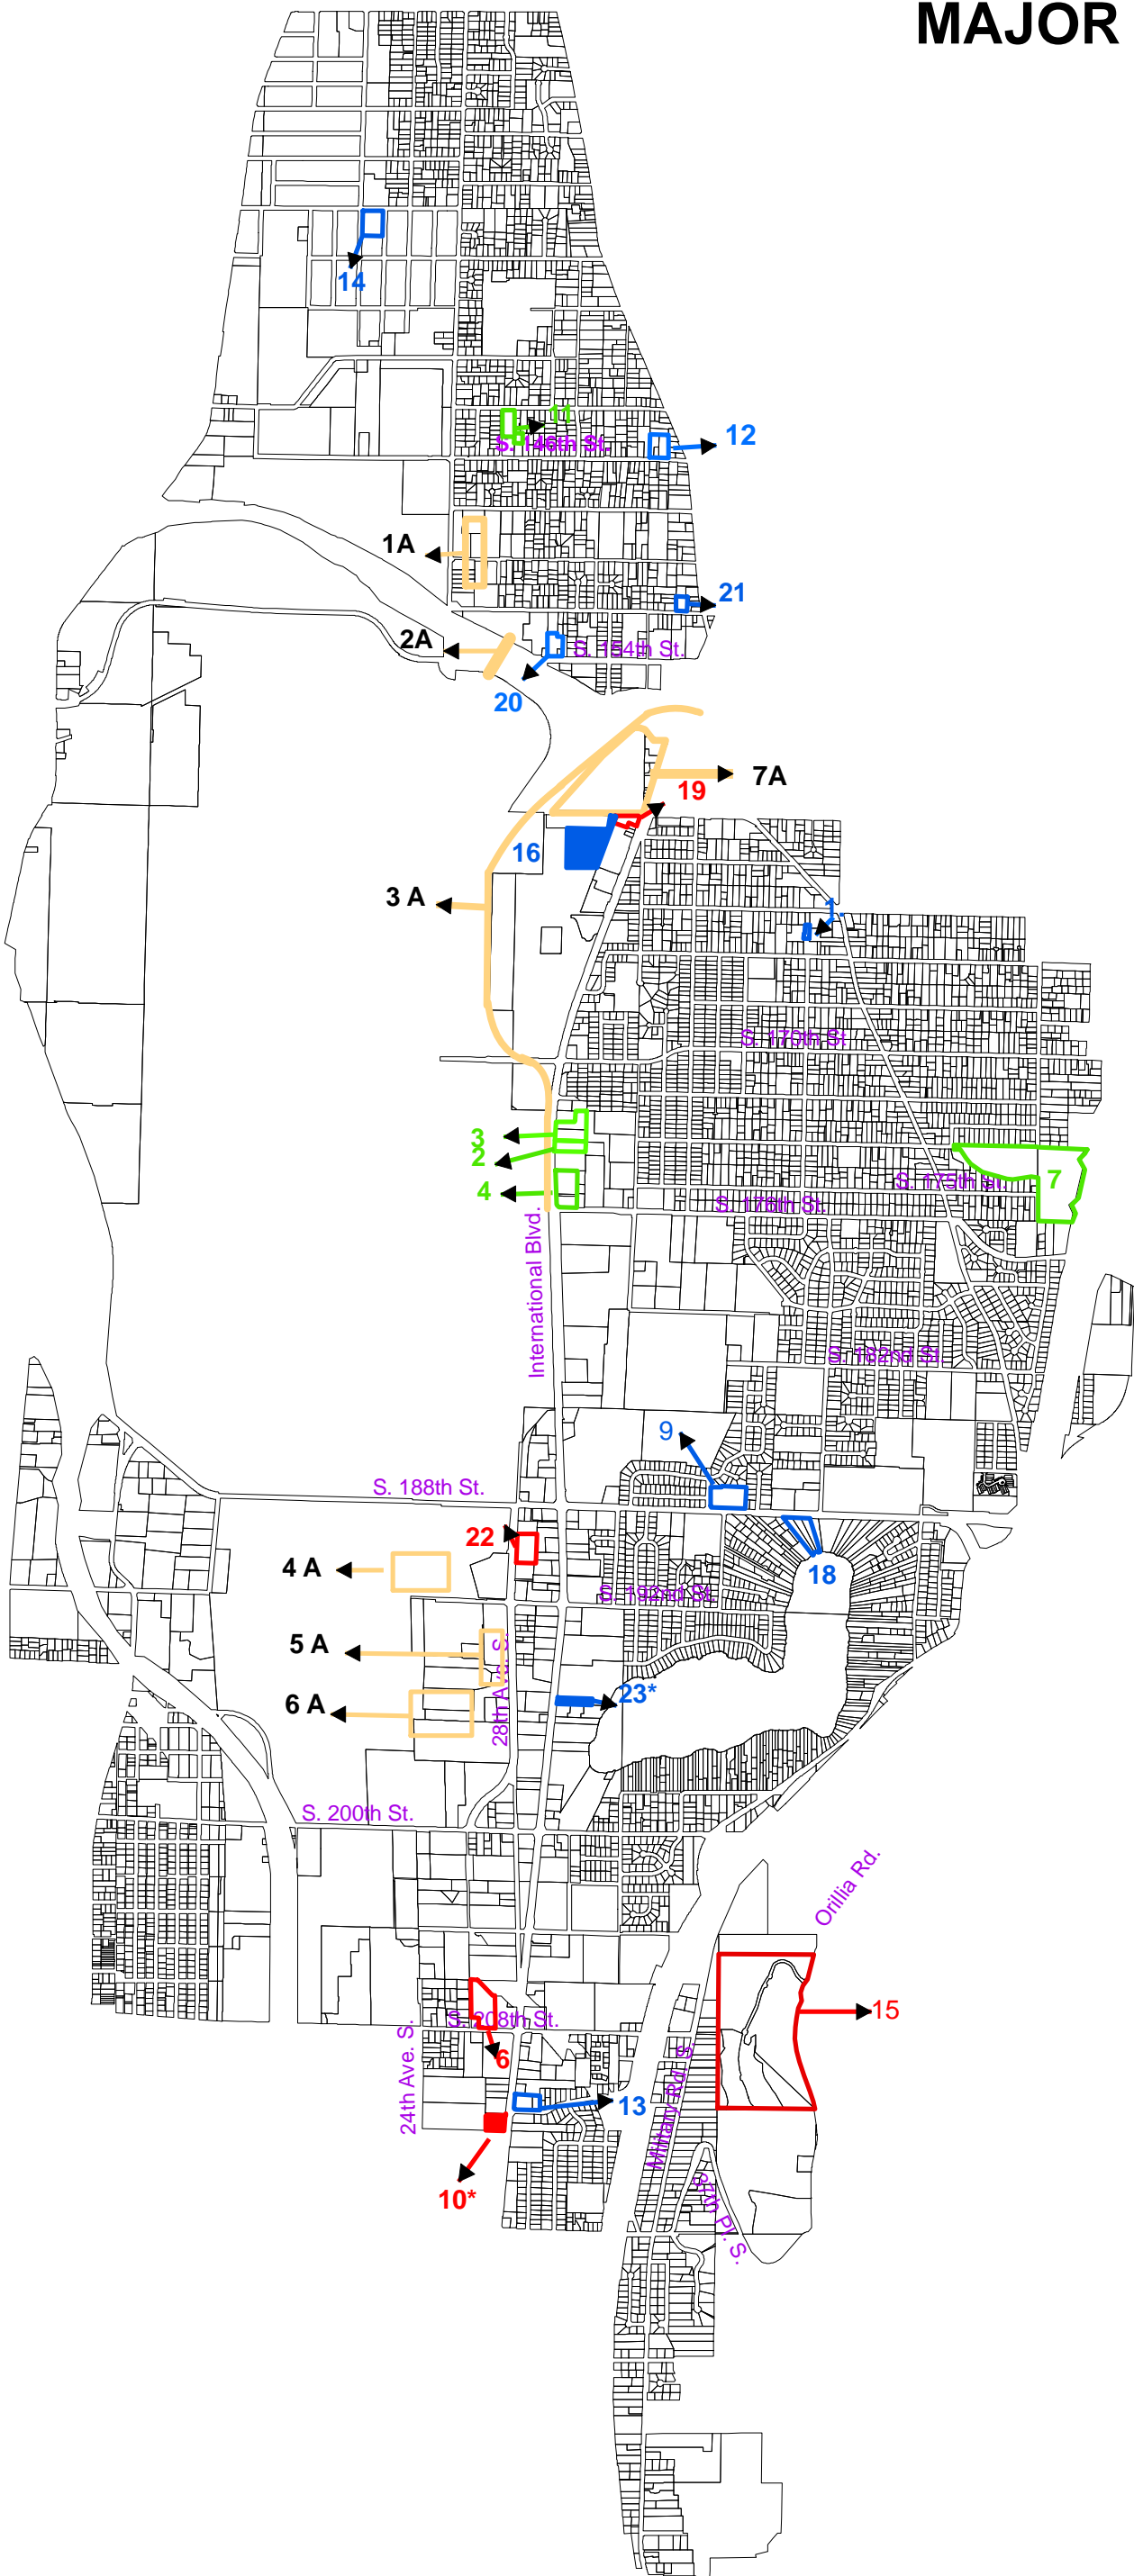 MAJOR
14
11
S. 146th St.
12
1A
21
2A
S. 154th St.
20
7A
19
16
3 A
1.
S. 170th St
3
2
4
7
S. 175th St.
S. 176th St.
International Blvd.
S. 182nd St.
9
S. 188th St.
22
4 A
18
S. 192nd St.
5 A
28th Ave. S.
23*
6 A
S. 200th St.
Orillia Rd.
15
S. 208th St.
6
24th Ave. S.
Military Rd. S.
13
10*
37th Pl. S.